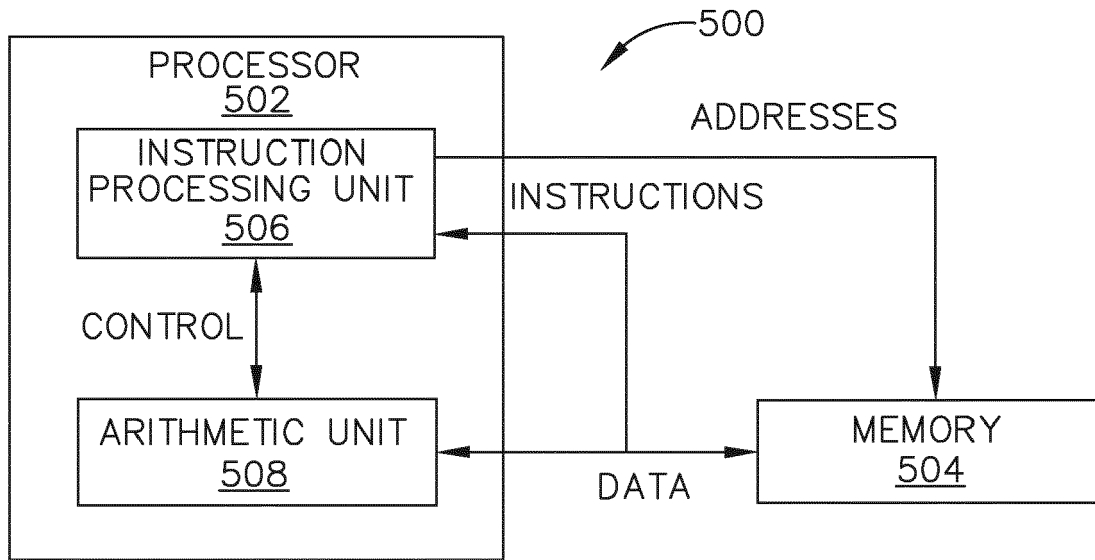 500
PROCESSOR
502
ADDRESSES
INSTRUCTION
PROCESSING UNIT
506
INSTRUCTIONS
CONTROL
ARITHMETIC UNIT
508
DATA
MEMORY
504